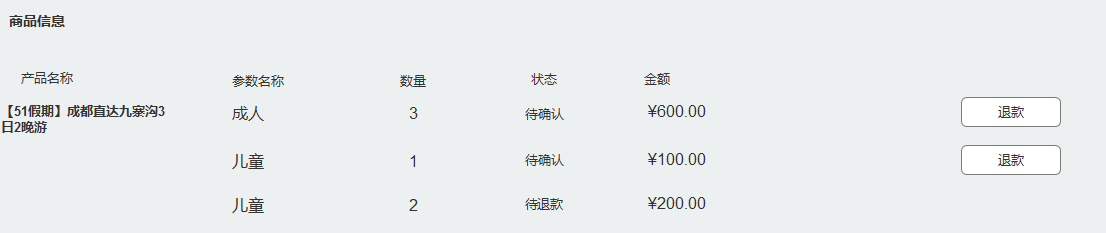 商品信息
产品名称 参数名称 数量 状态 金额
【51假期】成都直达九寨沟3 成人 3 待确认 ¥600.00 退款
日2晚游
儿童 1 待确认 ¥100.00 退款
儿童 2 待退款 ¥200.00